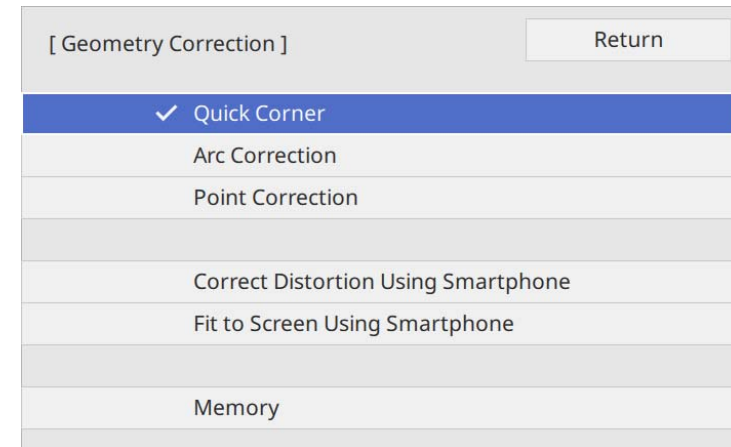 [ Geometry Correction ]
Return
Quick Corner
Arc Correction
Point Correction
Correct Distortion Using Smartphone
Fit to Screen Using Smartphone
Memory